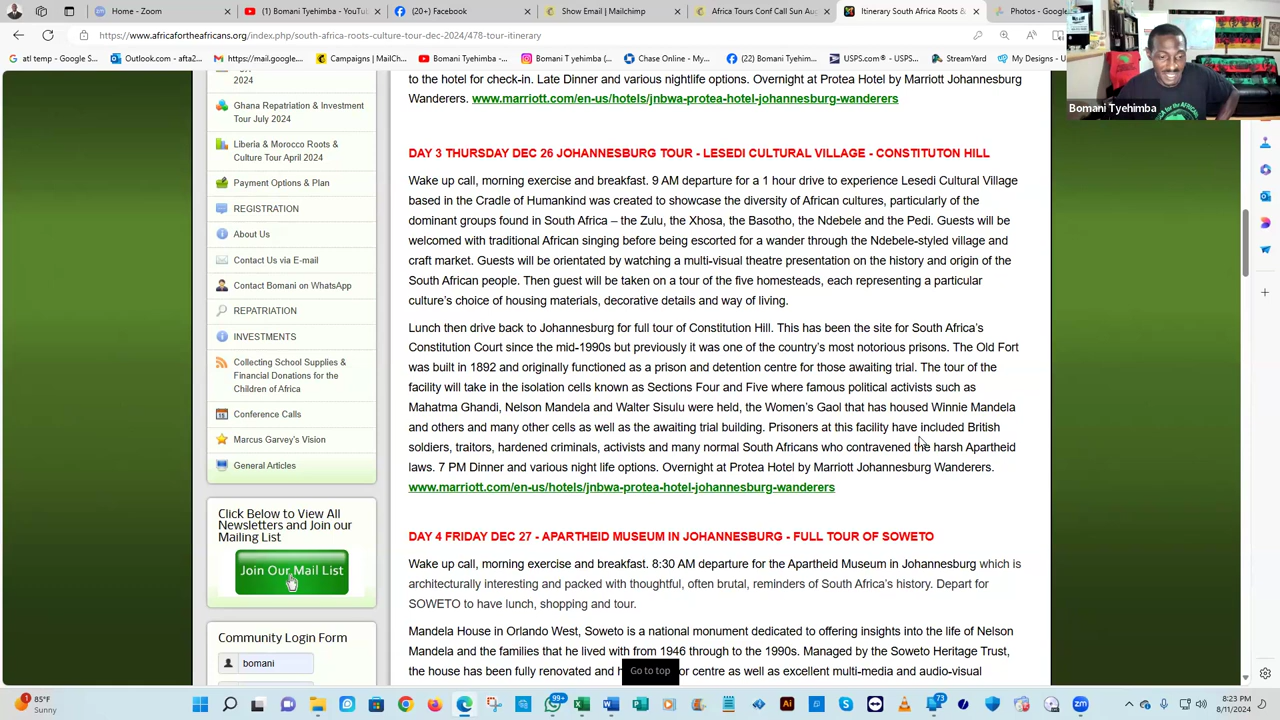 Home - Zoom
(1) Bomani Tyehimba - YouTu
(20+) Facebook
Show Email | Mailchimp
Africa Tours Conf Call Sun Aug
Itinerary South Africa Roots &
Photos - Google
https://www.africafortheafricans.org/index.php/south-africa-roots-culture-tour-dec-2024/478-tour-itinerary
atl temp - Google S...
Outlook.com - afta2...
https://mail.google....
Campaigns | MailCh...
Bomani Tyehimba -...
Bomani T yehimba (...
Chase Online - My...
(22) Bomani Tyehim...
USPS.com® - USPS...
StreamYard
My Designs -
Bomani Tyehimba
2024
Ghana Repatriation & Investment
Tour July 2024
Liberia & Morocco Roots &
Culture Tour April 2024
Payment Options & Plan
REGISTRATION
About Us
Contact Us via E-mail
Contact Bomani on WhatsApp
REPATRIATION
INVESTMENTS
Collecting School Supplies &
Financial Donations for the
Children of Africa
Conference Calls
Marcus Garvey's Vision
General Articles
Click Below to View All
Newsletters and Join our
Mailing List
Join Our Mail List
Community Login Form
bomani
to the hotel for check-in. Late Dinner and various nightlife options. Overnight at Protea Hotel by Marriott Johannesburg
Wanderers. www.marriott.com/en-us/hotels/jnbwa-protea-hotel-johannesburg-wanderers
DAY 3 THURSDAY DEC 26 JOHANNESBURG TOUR - LESEDI CULTURAL VILLAGE - CONSTITUTON HILL
Wake up call, morning exercise and breakfast. 9 AM departure for a 1 hour drive to experience Lesedi Cultural Village
based in the Cradle of Humankind was created to showcase the diversity of African cultures, particularly of the
dominant groups found in South Africa – the Zulu, the Xhosa, the Basotho, the Ndebele and the Pedi. Guests will be
welcomed with traditional African singing before being escorted for a wander through the Ndebele-styled village and
craft market. Guests will be orientated by watching a multi-visual theatre presentation on the history and origin of the
South African people. Then guest will be taken on a tour of the five homesteads, each representing a particular
culture's choice of housing materials, decorative details and way of living.
Lunch then drive back to Johannesburg for full tour of Constitution Hill. This has been the site for South Africa's
Constitution Court since the mid-1990s but previously it was one of the country's most notorious prisons. The Old Fort
was built in 1892 and originally functioned as a prison and detention centre for those awaiting trial. The tour of the
facility will take in the isolation cells known as Sections Four and Five where famous political activists such as
Mahatma Ghandi, Nelson Mandela and Walter Sisulu were held, the Women's Gaol that has housed Winnie Mandela
and others and many other cells as well as the awaiting trial building. Prisoners at this facility have included British
soldiers, traitors, hardened criminals, activists and many normal South Africans who contravened the harsh Apartheid
laws. 7 PM Dinner and various night life options. Overnight at Protea Hotel by Marriott Johannesburg Wanderers.
www.marriott.com/en-us/hotels/jnbwa-protea-hotel-johannesburg-wanderers
DAY 4 FRIDAY DEC 27 - APARTHEID MUSEUM IN JOHANNESBURG - FULL TOUR OF SOWETO
Wake up call, morning exercise and breakfast. 8:30 AM departure for the Apartheid Museum in Johannesburg which is
architecturally interesting and packed with thoughtful, often brutal, reminders of South Africa's history. Depart for
SOWETO to have lunch, shopping and tour.
Mandela House in Orlando West, Soweto is a national monument dedicated to offering insights into the life of Nelson
Mandela and the families that he lived with from 1946 through to the 1990s. Managed by the Soweto Heritage Trust,
the house has been fully renovated and or centre as well as excellent multi-media and audio-visual
Go to top
85°F
Sunny
99+
73
8:23 PM
8/11/2024